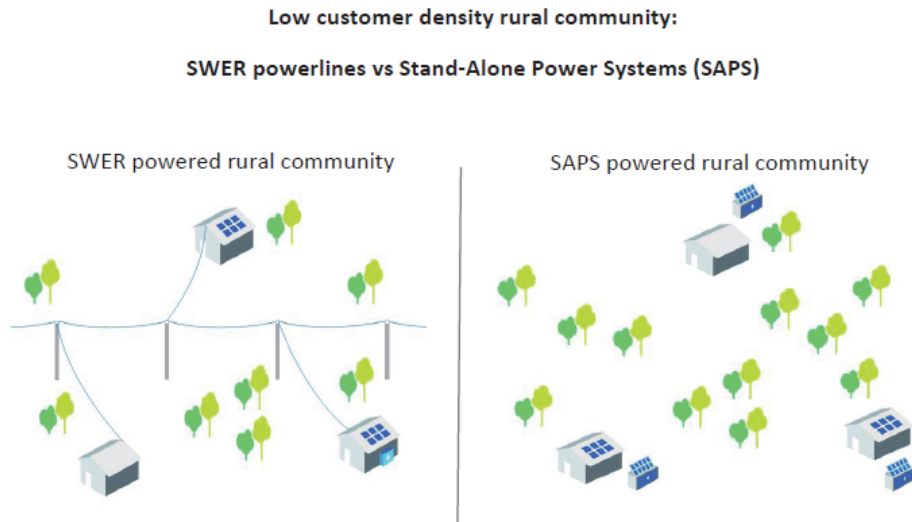 Low customer density rural community:
SWER powerlines vs Stand-Alone Power Systems (SAPS)
SWER powered rural community
SAPS powered rural community